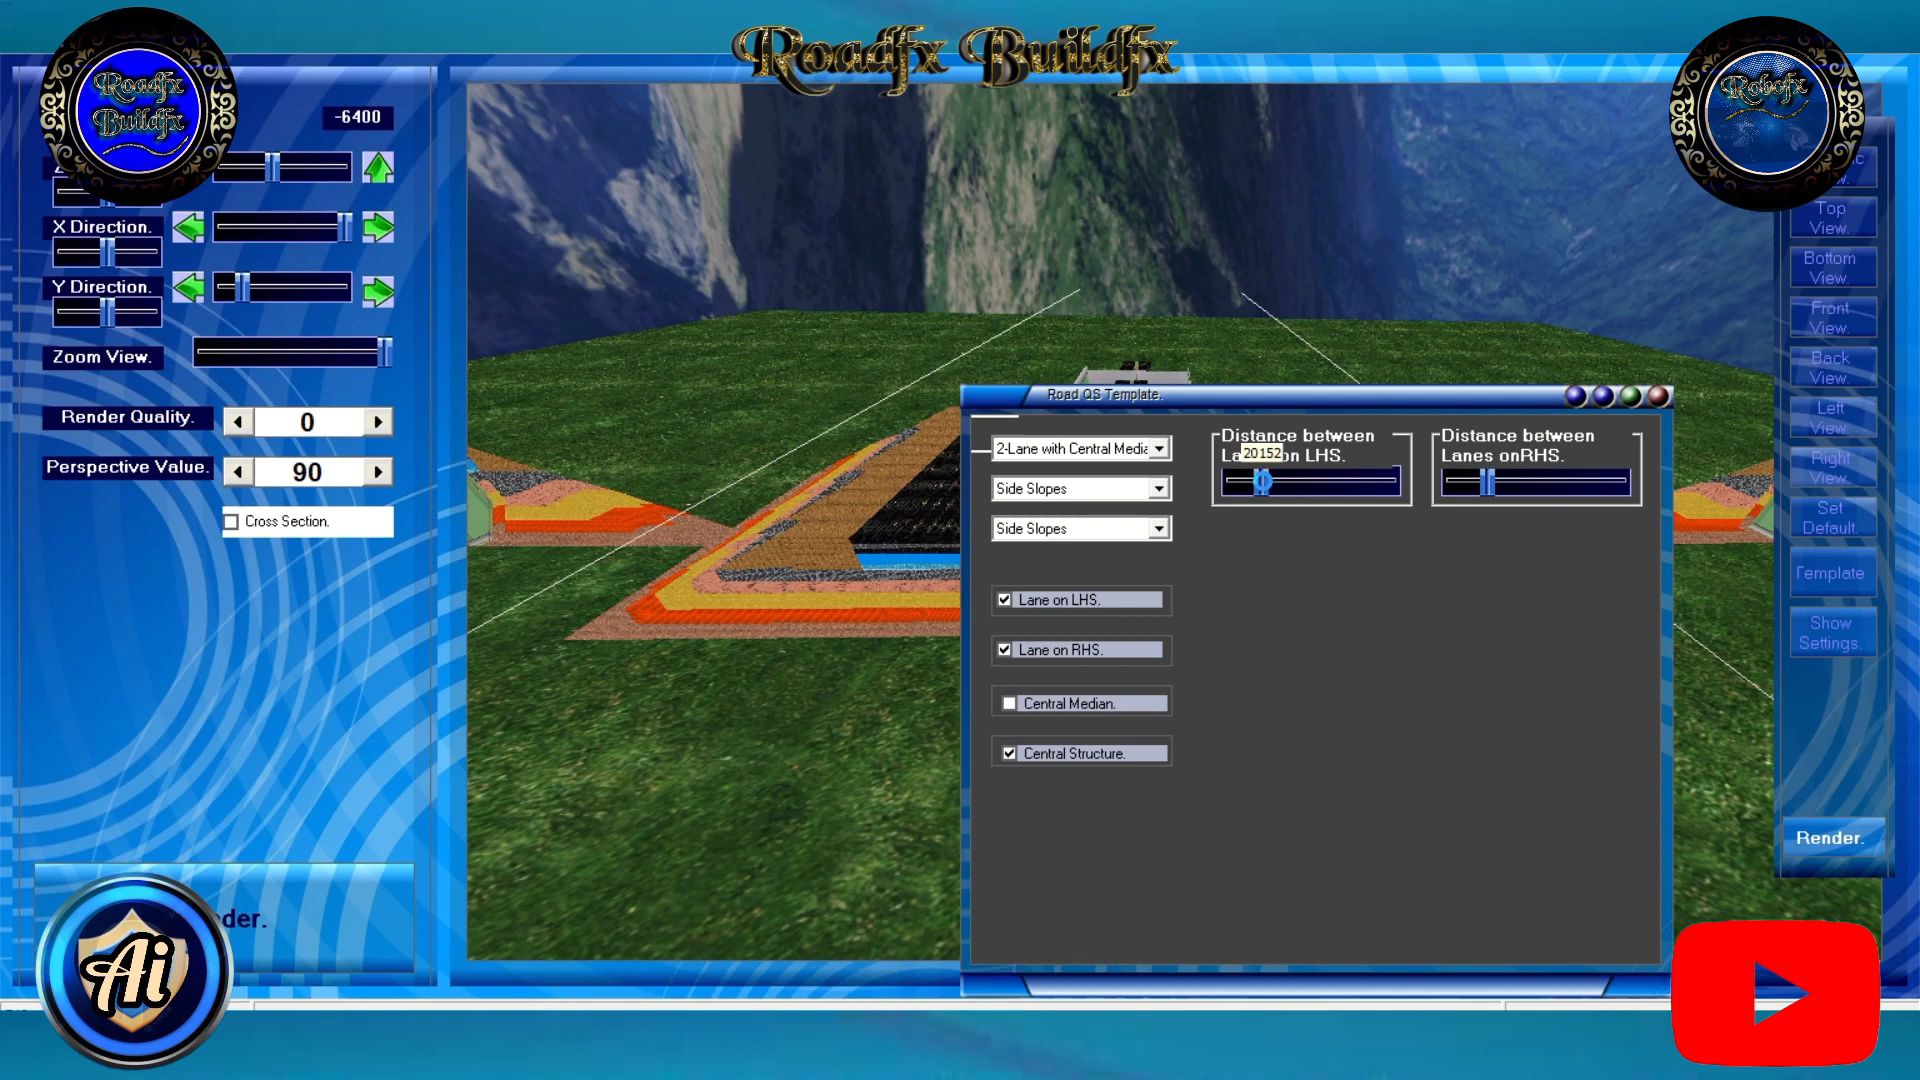 Roadfx Buildfx
Roadfx
Buildfx
Robofx
-6400
X Direction.
Y Direction.
Zoom View.
Render Quality.
0
Perspective Value.
90
Cross Section.
Road QS Template.
2-Lane with Central Media
Side Slopes
Side Slopes
Distance between
La on LHS.
20152
Distance between
Lanes onRHS.
Lane on LHS.
Lane on RHS.
Central Median.
Central Structure.
Top
View.
Bottom
View.
Front
View.
Back
View.
Left
View.
Right
View.
Set
Default.
Template
Show
Settings.
Render.
der.
Ai